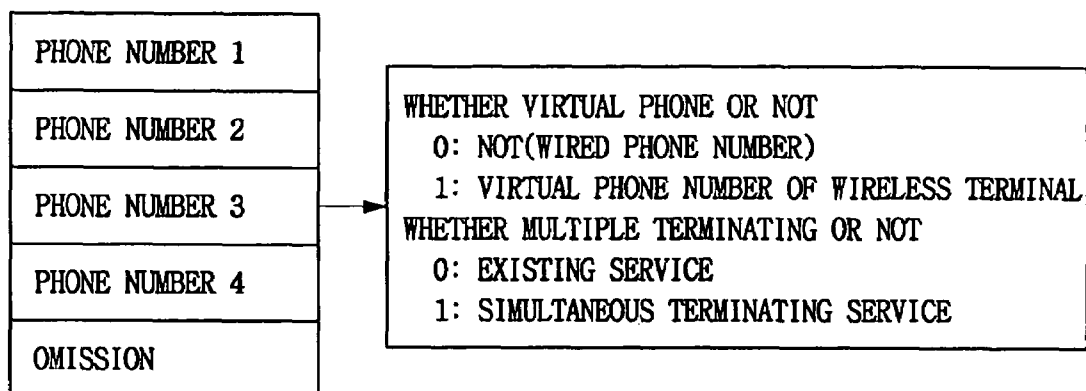 PHONE NUMBER 1
PHONE NUMBER 2
PHONE NUMBER 3
PHONE NUMBER 4
OMISSION
WHETHER VIRTUAL PHONE OR NOT
0: NOT(WIRED PHONE NUMBER)
1: VIRTUAL PHONE NUMBER OF WIRELESS TERMINAL
WHETHER MULTIPLE TERMINATING OR NOT
0: EXISTING SERVICE
1: SIMULTANEOUS TERMINATING SERVICE